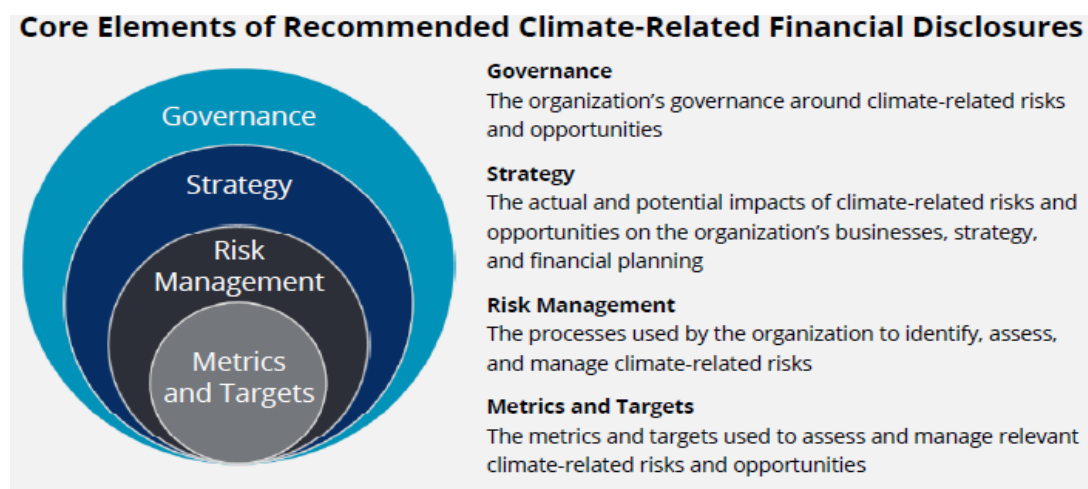 Core Elements of Recommended Climate-Related Financial Disclosures
Governance
Strategy
Risk
Management
Metrics
and Targets
Governance
The organization’s governance around climate-related risks
and opportunities
Strategy
The actual and potential impacts of climate-related risks and
opportunities on the organization’s businesses, strategy,
and financial planning
Risk Management
The processes used by the organization to identify, assess,
and manage climate-related risks
Metrics and Targets
The metrics and targets used to assess and manage relevant
climate-related risks and opportunities